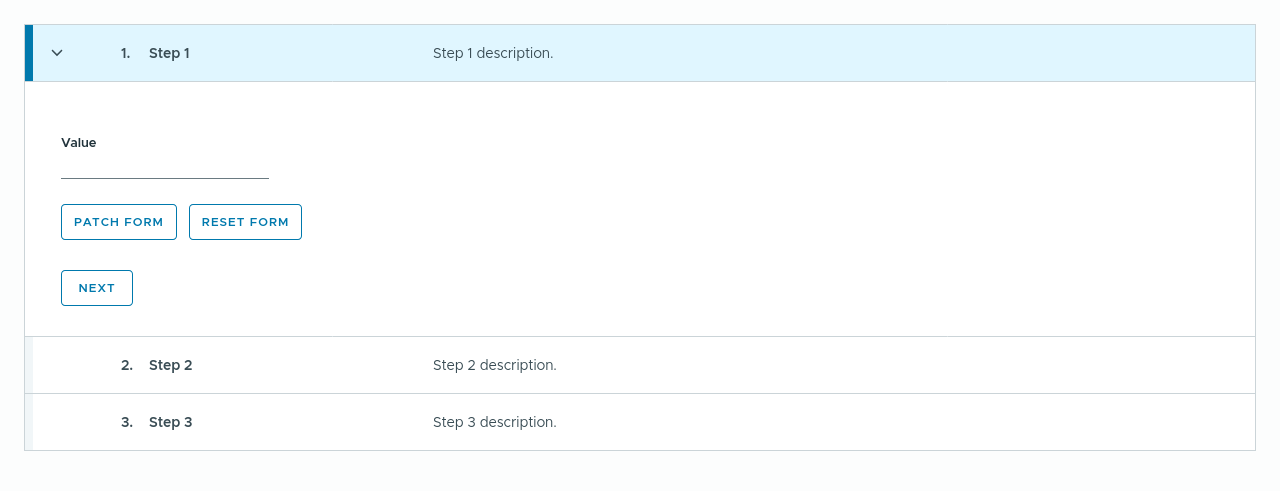 1. Step 1 Step 1 description.
Value
PATCH FORM RESET FORM
NEXT
2. Step 2 Step 2 description.
3. Step 3 Step 3 description.